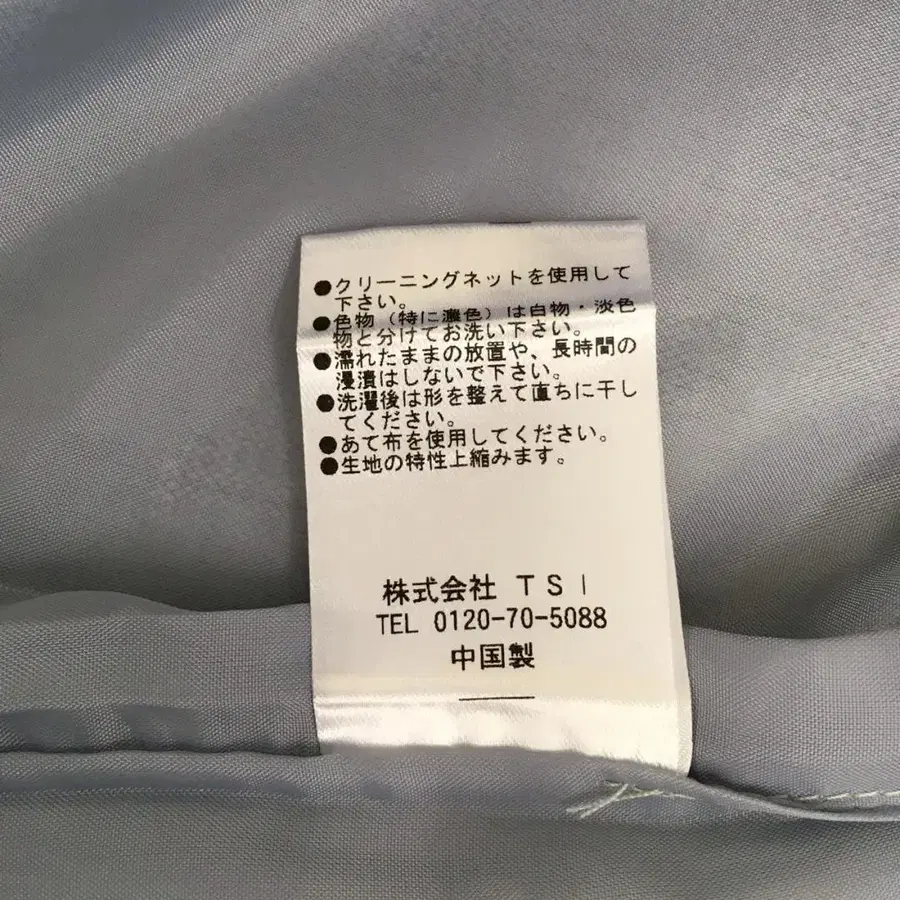 ●クリーニングネットを使用して
下さい。
●色物（特に濃色）は白物・淡色
物と分けてお洗い下さい。
●濡れたままの放置や、長時間の
浸漬はしないで下さい。
●洗濯後は形を整えて直ちに干し
てください。
●あて布を使用してください。
●生地の特性上縮みます。
株式会社 ＴＳＩ
TEL 0120-70-5088
中国製